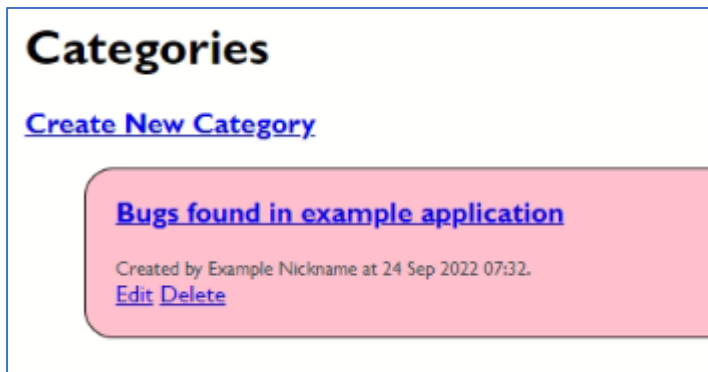 Categories
Create New Category
Bugs found in example application
Created by Example Nickname at 24 Sep 2022 07:32.
Edit Delete